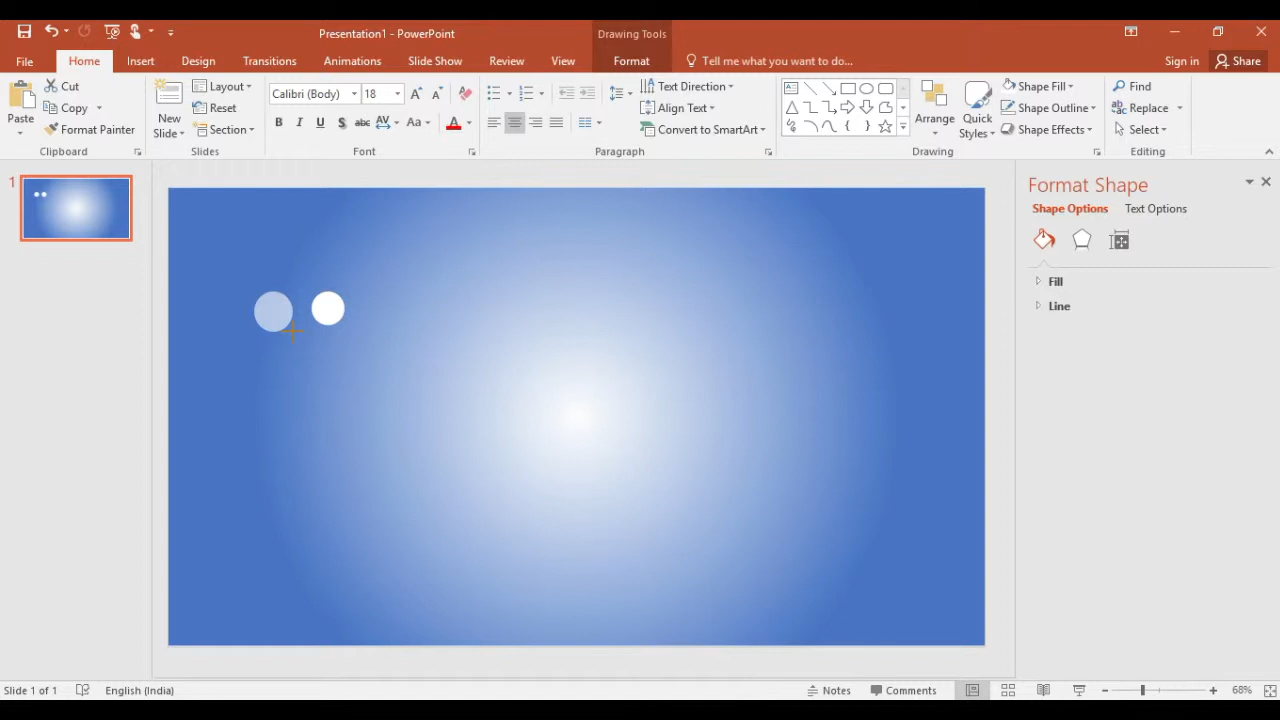 Presentation1 - PowerPoint
Drawing Tools
File Home Insert Design Transitions Animations Slide Show Review View Format Tell me what you want to do... Sign in Share
Paste
Cut
Copy
Format Painter
Clipboard
New Slide
Layout
Reset
Section
Slides
Calibri (Body) 18
B I U S abc AV Aa A
Font
Text Direction
Align Text
Convert to SmartArt
Paragraph
Arrange
Quick Styles
Shape Fill
Shape Outline
Shape Effects
Drawing
Find
Replace
Select
Editing
1
Format Shape
Shape Options Text Options
Fill
Line
Slide 1 of 1 English (India) Notes Comments 68%